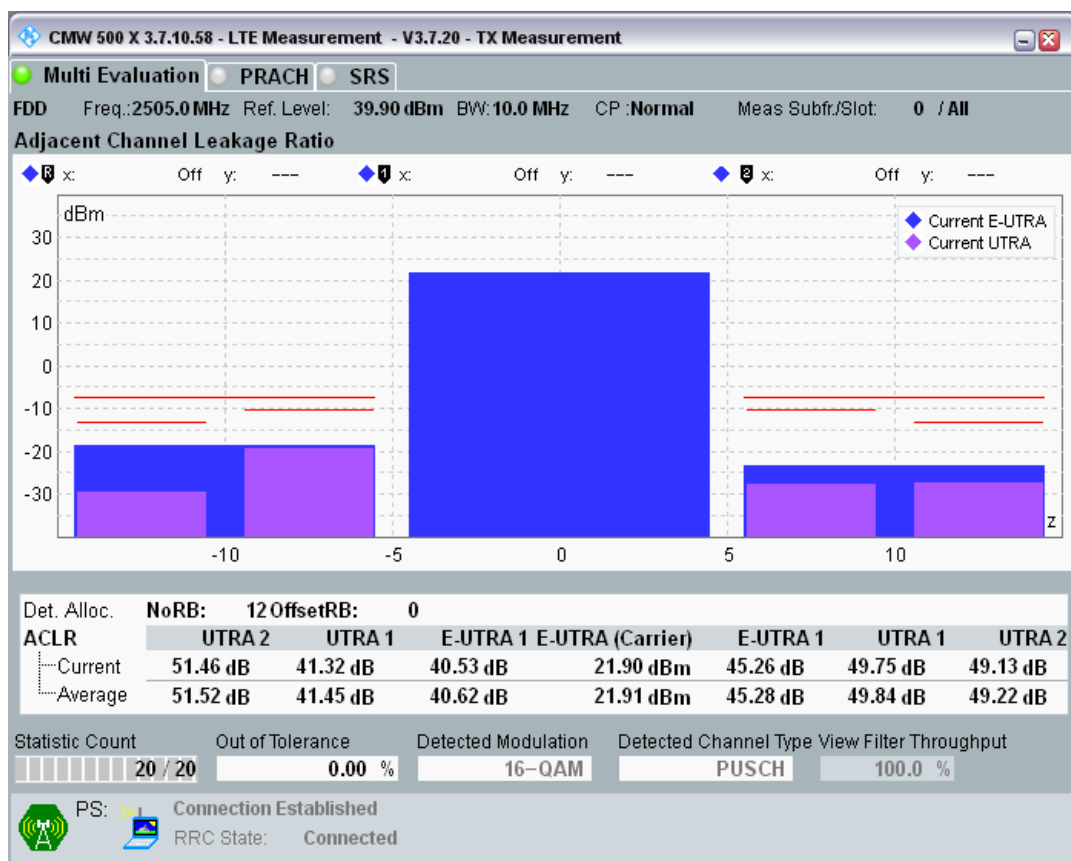 CMW 500 X 3.7.10.58 - LTE Measurement - V3.7.20 - TX Measurement
Multi Evaluation PRACH SRS
FDD Freq.:2505.0 MHz Ref. Level: 39.90 dBm BW: 10.0 MHz CP :Normal Meas Subfr./Slot: 0 / All
Adjacent Channel Leakage Ratio
R x: Off y: --- 1 x: Off y: --- 2 x: Off y: ---
dBm
Current E-UTRA
Current UTRA
30
20
10
0
-10
-20
-30
z
-10 -5 0 5 10
Det. Alloc. NoRB: 12 OffsetRB: 0
ACLR UTRA 2 UTRA 1 E-UTRA 1 E-UTRA (Carrier) E-UTRA 1 UTRA 1 UTRA 2
Current 51.46 dB 41.32 dB 40.53 dB 21.90 dBm 45.26 dB 49.75 dB 49.13 dB
Average 51.52 dB 41.45 dB 40.62 dB 21.91 dBm 45.28 dB 49.84 dB 49.22 dB
Statistic Count Out of Tolerance Detected Modulation Detected Channel Type View Filter Throughput
20 / 20 0.00 % 16-QAM PUSCH 100.0 %
PS: Connection Established
RRC State: Connected